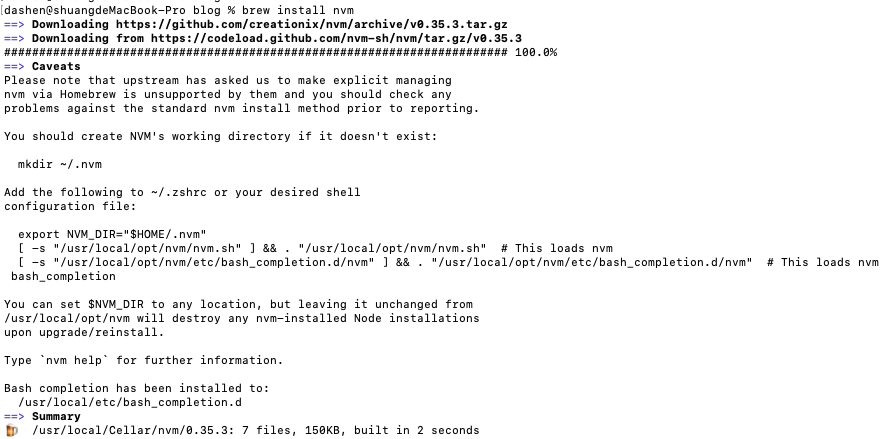 [dashen@shuangdeMacBook-Pro blog % brew install nvm
==> Downloading https://github.com/creationix/nvm/archive/v0.35.3.tar.gz
==> Downloading from https://codeload.github.com/nvm-sh/nvm/tar.gz/v0.35.3
######################################################################## 100.0%
==> Caveats
Please note that upstream has asked us to make explicit managing
nvm via Homebrew is unsupported by them and you should check any
problems against the standard nvm install method prior to reporting.
You should create NVM's working directory if it doesn't exist:
mkdir ~/.nvm
Add the following to ~/.zshrc or your desired shell
configuration file:
export NVM_DIR="$HOME/.nvm"
[ -s "/usr/local/opt/nvm/nvm.sh" ] && . "/usr/local/opt/nvm/nvm.sh"  # This loads nvm
[ -s "/usr/local/opt/nvm/etc/bash_completion.d/nvm" ] && . "/usr/local/opt/nvm/etc/bash_completion.d/nvm"  # This loads nvm
bash_completion
You can set $NVM_DIR to any location, but leaving it unchanged from
/usr/local/opt/nvm will destroy any nvm-installed Node installations
upon upgrade/reinstall.
Type `nvm help` for further information.
Bash completion has been installed to:
/usr/local/etc/bash_completion.d
==> Summary
🍺  /usr/local/Cellar/nvm/0.35.3: 7 files, 150KB, built in 2 seconds